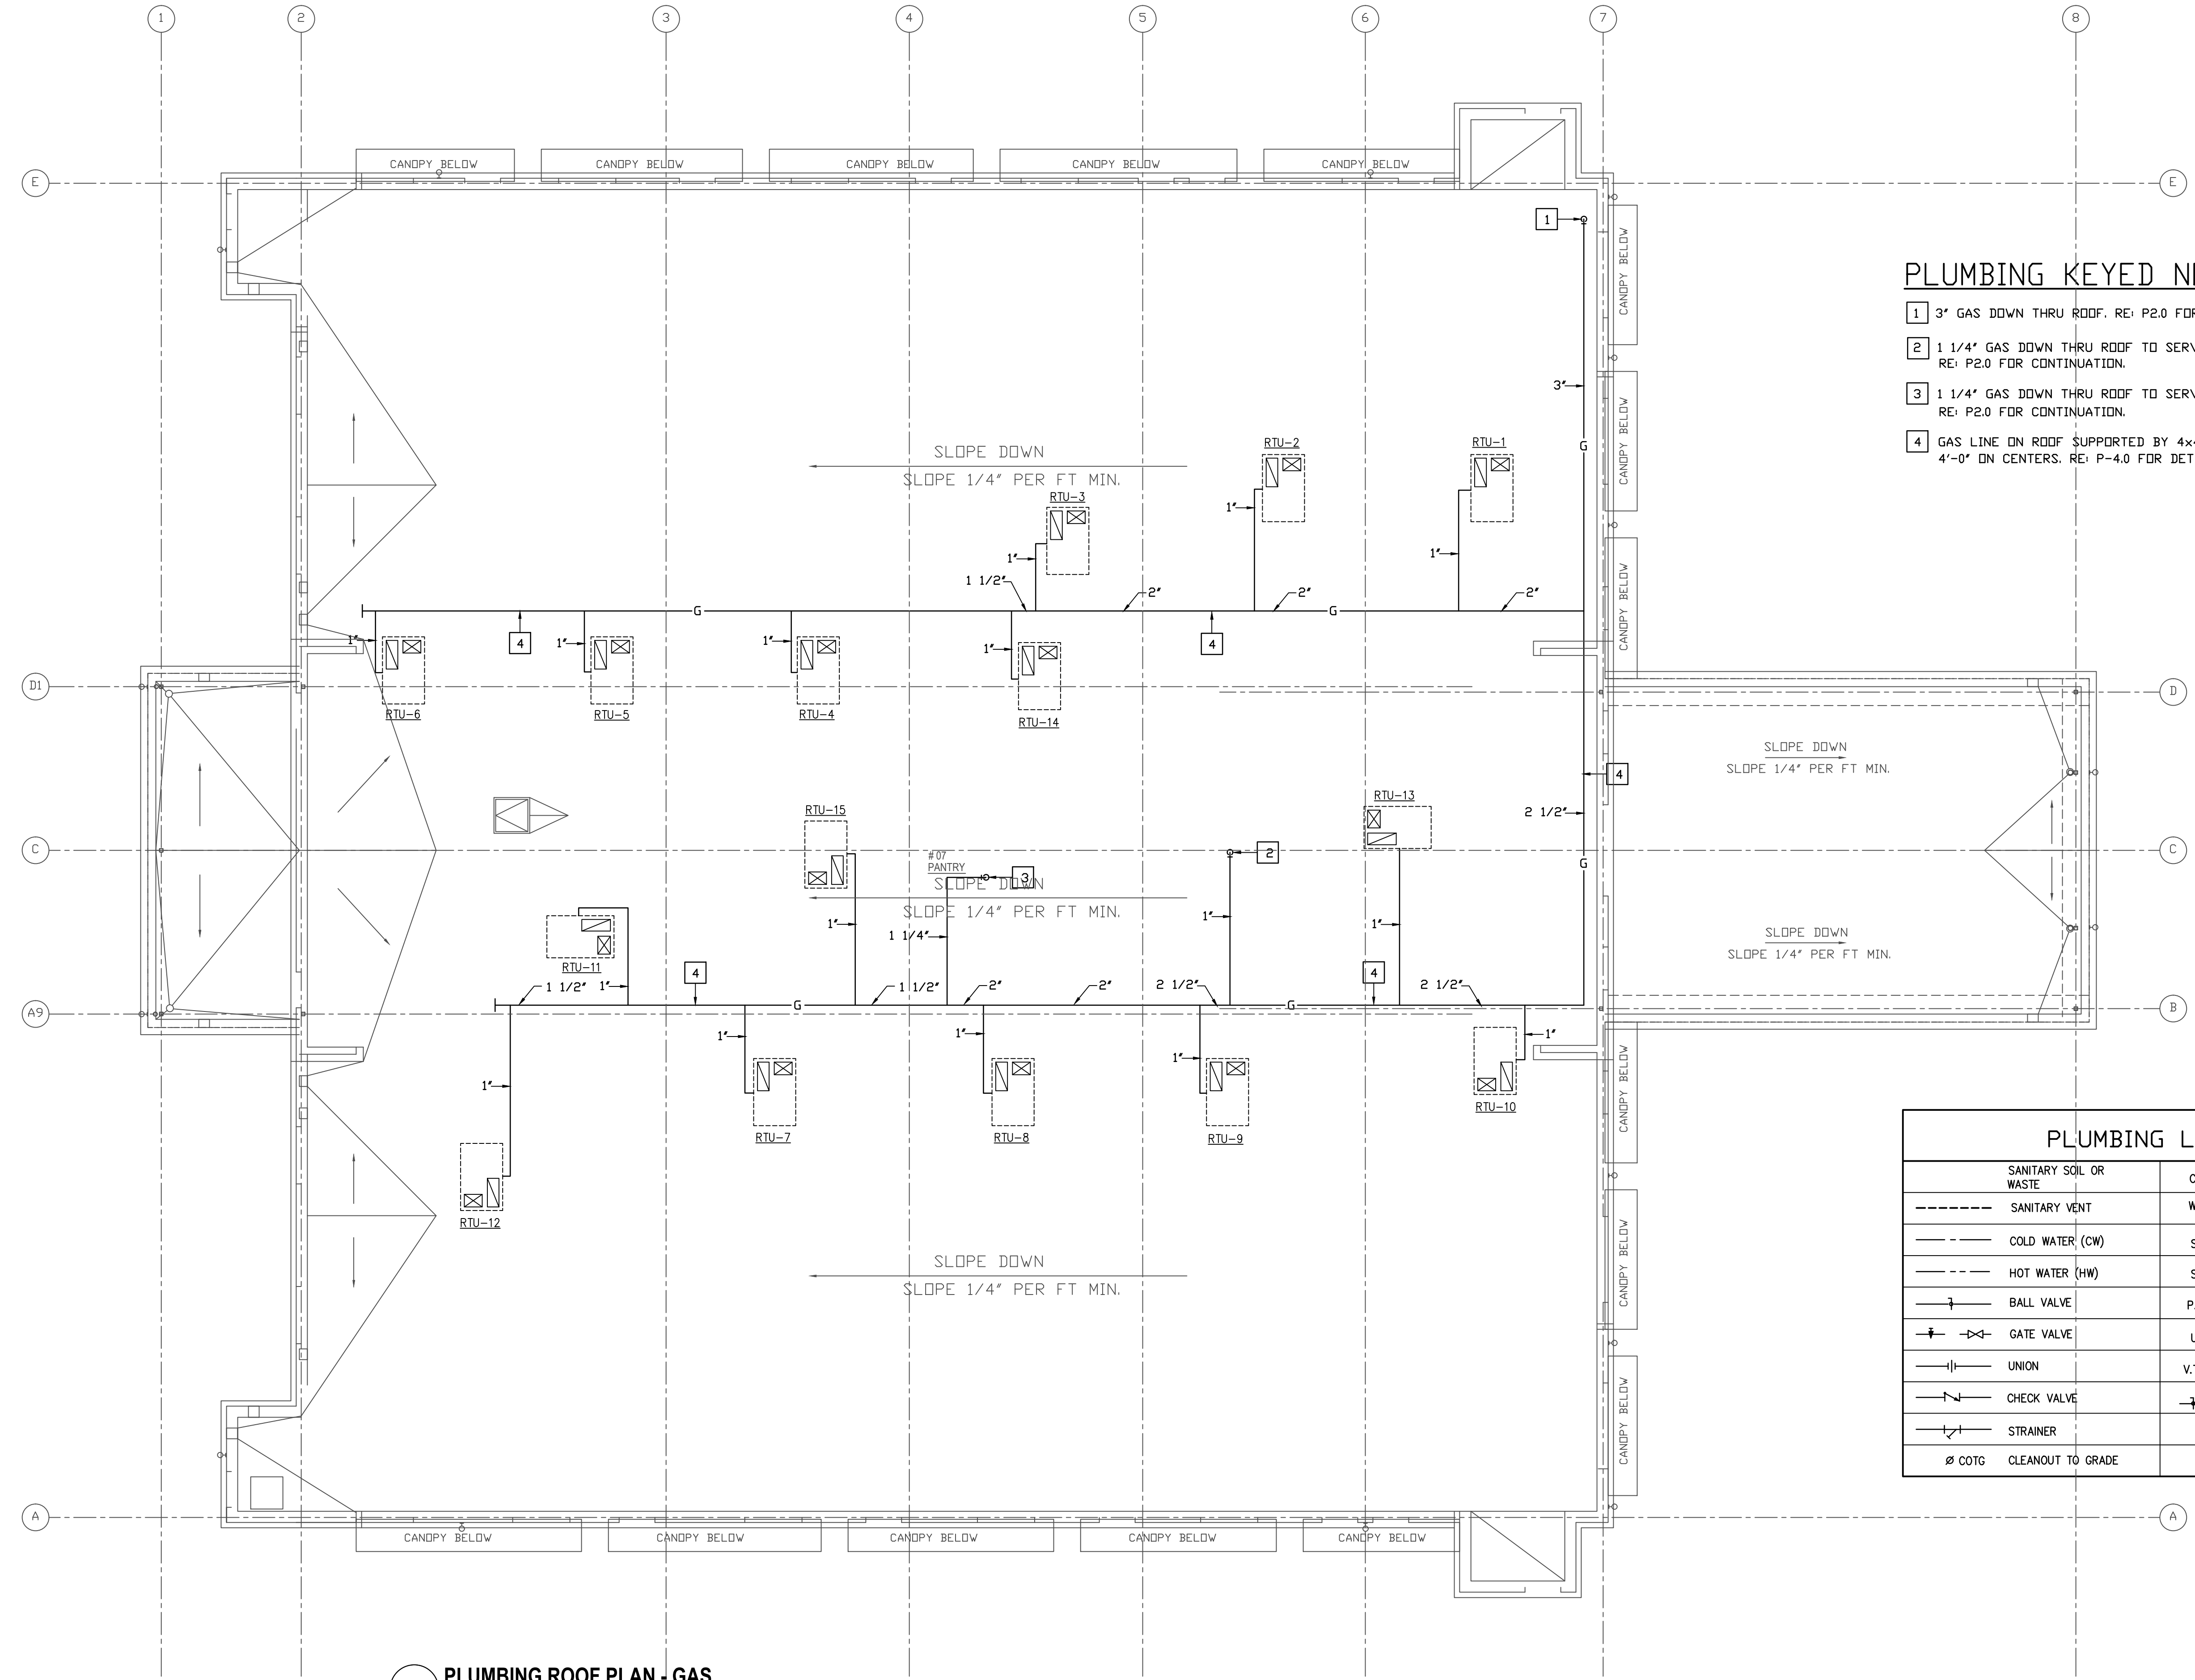 1 2 3 4 5 6 7 8
CANOPY BELOW CANOPY BELOW CANOPY BELOW CANOPY BELOW CANOPY BELOW
E E
1
CANOPY BELOW
PLUMBING KEYED
1 3" GAS DOWN THRU ROOF. RE: P2.0 FOR
2 1 1/4" GAS DOWN THRU ROOF TO
RE: P2.0 FOR CONTINUATION.
3 1 1/4" GAS DOWN THRU ROOF TO
RE: P2.0 FOR CONTINUATION.
4 GAS LINE ON ROOF SUPPORTED BY
4'-0" ON CENTERS. RE: P-4.0 FOR
3"
CANOPY BELOW
G
RTU-2 RTU-1
SLOPE DOWN
SLOPE 1/4" PER FT MIN.
RTU-3
1"
1"
1"
CANOPY BELOW
1 1/2" 2" 2" 2"
G G
1" 4 1" 1" 1" 4
RTU-6 RTU-5 RTU-4 RTU-14
D1 D
SLOPE DOWN
SLOPE 1/4" PER FT MIN.
4
RTU-15 RTU-13
2 1/2"
C C
#07
PANTRY
2
G
3
SLOPE DOWN
SLOPE 1/4" PER FT MIN.
1" 1 1/4" 1" 1"
SLOPE DOWN
SLOPE 1/4" PER FT MIN.
RTU-11
4 4
1 1/2" 1" 1 1/2" 2" 2" 2 1/2" 2 1/2"
G G
A9 B
1" 1" 1" 1"
1"
CANOPY BELOW
RTU-10
RTU-7 RTU-8 RTU-9
RTU-12
SLOPE DOWN
SLOPE 1/4" PER FT MIN.
CANOPY BELOW
CANOPY BELOW
PLUMBING L
SANITARY SOIL OR
WASTE
SANITARY VENT
COLD WATER (CW)
HOT WATER (HW)
BALL VALVE
GATE VALVE
UNION
V.
CHECK VALVE
STRAINER
Ø COTG CLEANOUT TO GRADE
A A
CANOPY BELOW CANOPY BELOW CANOPY BELOW CANOPY BELOW CANOPY BELOW
PLUMBING ROOF PLAN - GAS